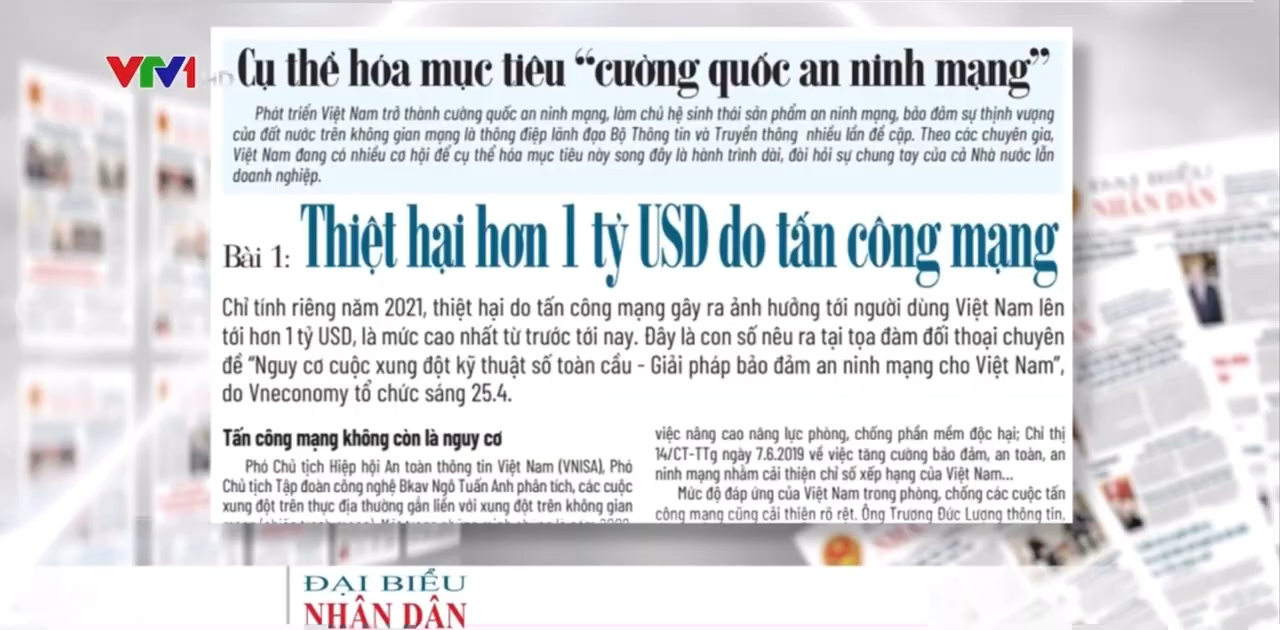 VTV1 HD
Cụ thể hóa mục tiêu “cường quốc an ninh mạng”
Phát triển Việt Nam trở thành cường quốc an ninh mạng, làm chủ hệ sinh thái sản phẩm an ninh mạng, bảo đảm sự thịnh vượng
của đất nước trên không gian mạng là thông điệp lãnh đạo Bộ Thông tin và Truyền thông nhiều lần đề cập. Theo các chuyên gia,
Việt Nam đang có nhiều cơ hội để cụ thể hóa mục tiêu này song đây là hành trình dài, đòi hỏi sự chung tay của cả Nhà nước lẫn
doanh nghiệp.
Bài 1: Thiệt hại hơn 1 tỷ USD do tấn công mạng
Chỉ tính riêng năm 2021, thiệt hại do tấn công mạng gây ra ảnh hưởng tới người dùng Việt Nam lên
tới hơn 1 tỷ USD, là mức cao nhất từ trước tới nay. Đây là con số nêu ra tại tọa đàm đối thoại chuyên
đề “Nguy cơ cuộc xung đột kỹ thuật số toàn cầu - Giải pháp bảo đảm an ninh mạng cho Việt Nam”,
do Vneconomy tổ chức sáng 25.4.
Tấn công mạng không còn là nguy cơ
Phó Chủ tịch Hiệp hội An toàn thông tin Việt Nam (VNISA), Phó
Chủ tịch Tập đoàn công nghệ Bkav Ngô Tuấn Anh phân tích, các cuộc
xung đột trên thực địa thường gắn liền với xung đột trên không gian
việc nâng cao năng lực phòng, chống phần mềm độc hại; Chỉ thị
14/CT-TTg ngày 7.6.2019 về việc tăng cường bảo đảm, an toàn, an
ninh mạng nhằm cải thiện chỉ số xếp hạng của Việt Nam...
Mức độ đáp ứng của Việt Nam trong phòng, chống các cuộc tấn
công mạng cũng cải thiện rõ rệt. Ông Trương Đức Lượng thông tin,
ĐẠI BIỂU
NHÂN DÂN
ĐẠI BIỂU
NHÂN DÂN